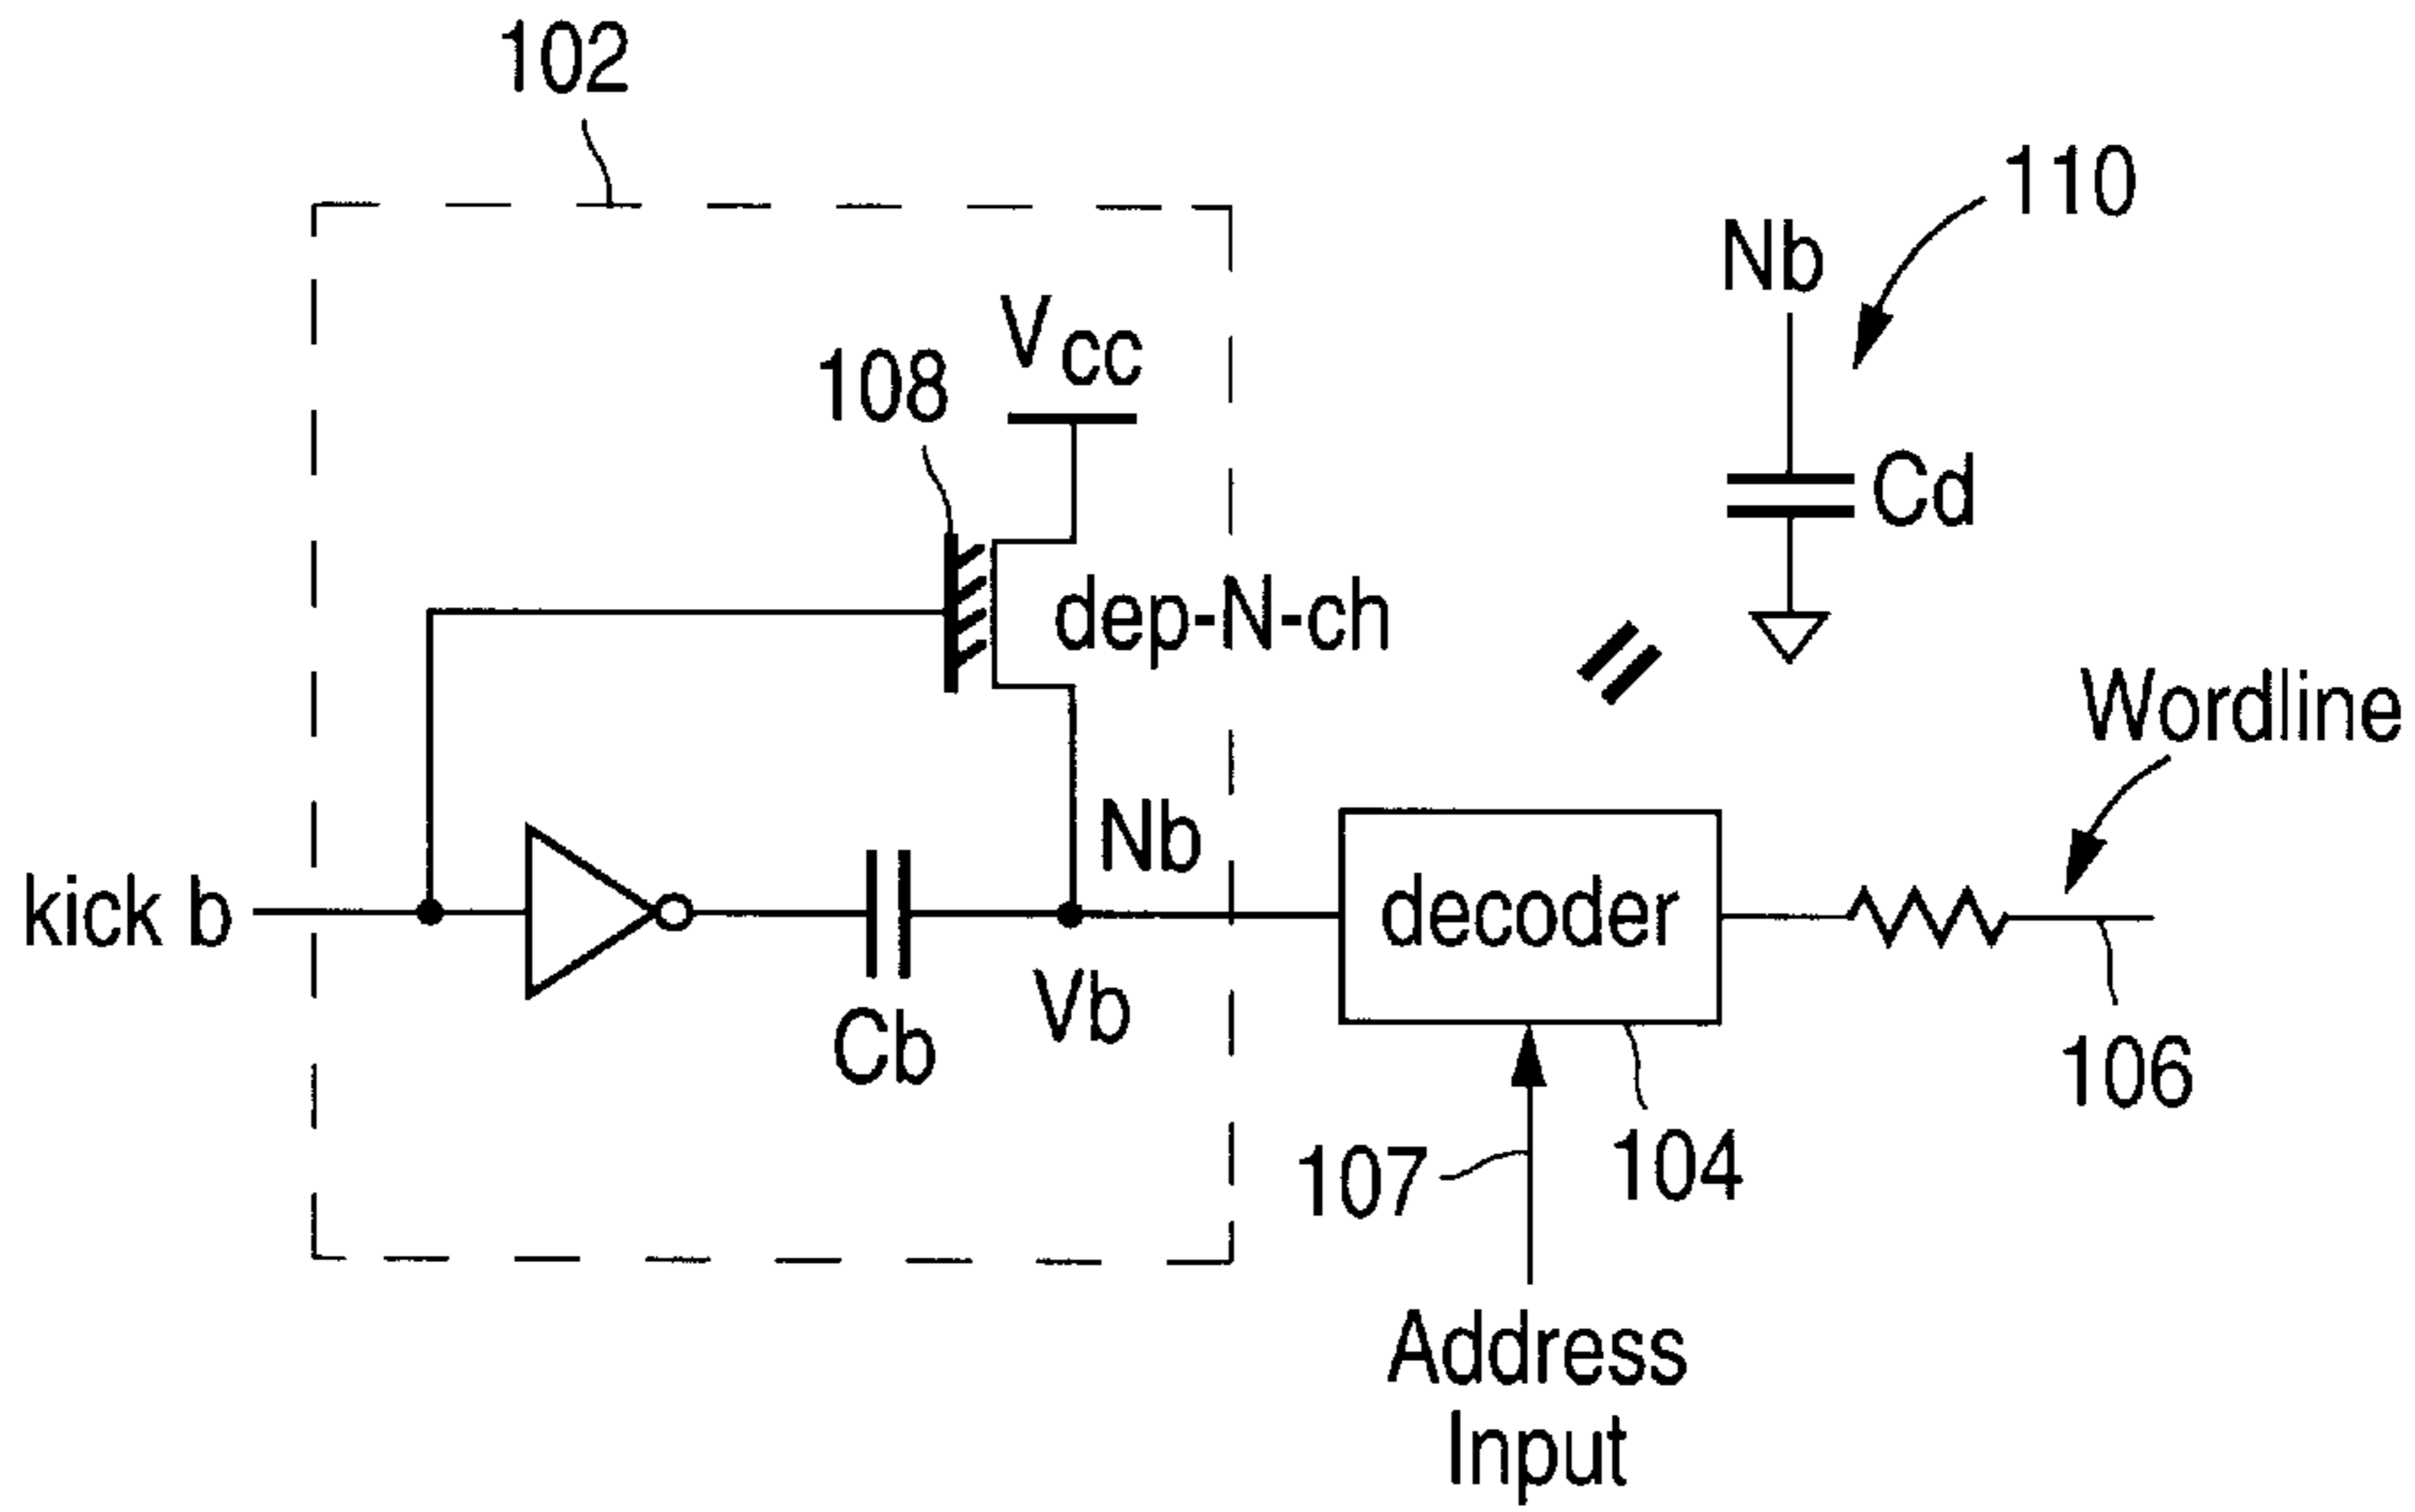 102
110
Nb
Vcc
108
Cd
dep-N-ch
Wordline
Nb
kick b
decoder
Vb
Cb
106
107
104
Address
Input